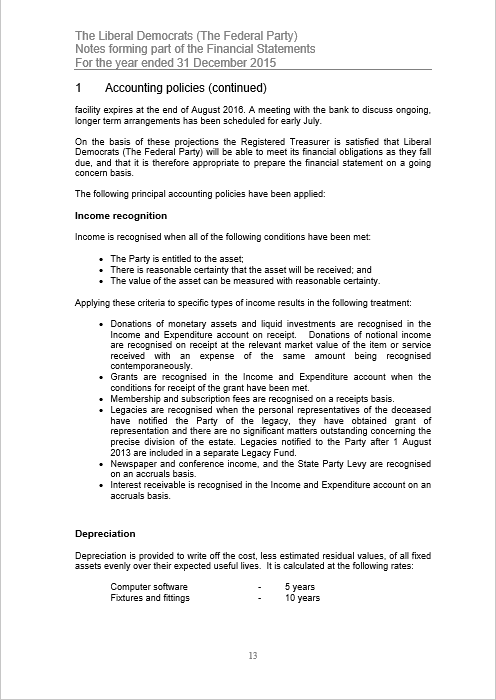 The Liberal Democrats (The Federal Party)
Notes forming part of the Financial Statements
For the year ended 31 December 2015
1 Accounting policies (continued)
facility expires at the end of August 2016. A meeting with the bank to discuss ongoing,
longer term arrangements has been scheduled for early July.
On the basis of these projections the Registered Treasurer is satisfied that Liberal
Democrats (The Federal Party) will be able to meet its financial obligations as they fall
due, and that it is therefore appropriate to prepare the financial statement on a going
concern basis.
The following principal accounting policies have been applied:
Income recognition
Income is recognised when all of the following conditions have been met:
• The Party is entitled to the asset;
• There is reasonable certainty that the asset will be received; and
• The value of the asset can be measured with reasonable certainty.
Applying these criteria to specific types of income results in the following treatment:
• Donations of monetary assets and liquid investments are recognised in the
Income and Expenditure account on receipt. Donations of notional income
are recognised on receipt at the relevant market value of the item or service
received with an expense of the same amount being recognised
contemporaneously.
• Grants are recognised in the Income and Expenditure account when the
conditions for receipt of the grant have been met.
• Membership and subscription fees are recognised on a receipts basis.
• Legacies are recognised when the personal representatives of the deceased
have notified the Party of the legacy, they have obtained grant of
representation and there are no significant matters outstanding concerning the
precise division of the estate. Legacies notified to the Party after 1 August
2013 are included in a separate Legacy Fund.
• Newspaper and conference income, and the State Party Levy are recognised
on an accruals basis.
• Interest receivable is recognised in the Income and Expenditure account on an
accruals basis.
Depreciation
Depreciation is provided to write off the cost, less estimated residual values, of all fixed
assets evenly over their expected useful lives. It is calculated at the following rates:
Computer software - 5 years
Fixtures and fittings - 10 years
13